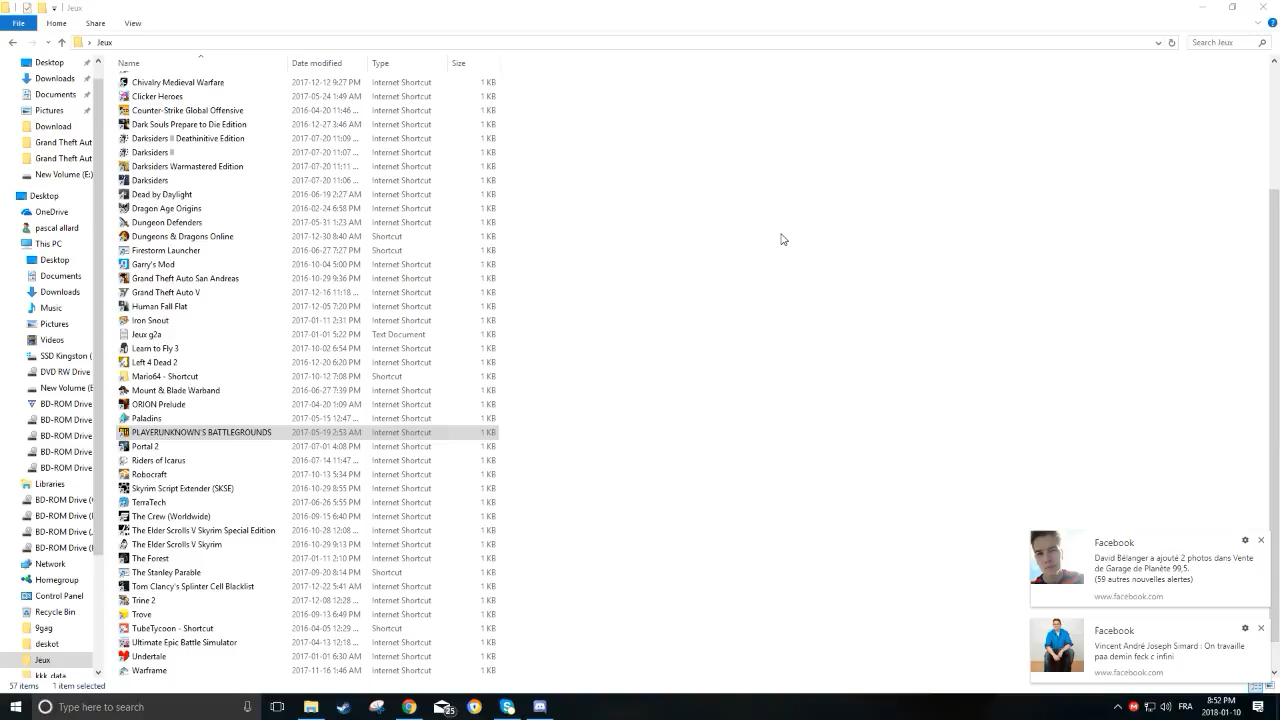 Jeux
File Home Share View
Jeux
Search Jeux
Name Date modified Type Size
Desktop
Downloads
Documents
Pictures
Download
Grand Theft Aut
Grand Theft Aut
New Volume (E:)
Desktop
OneDrive
pascal allard
This PC
Desktop
Documents
Downloads
Music
Pictures
Videos
SSD Kingston (
DVD RW Drive
New Volume (E
BD-ROM Drive
BD-ROM Drive
BD-ROM Drive
BD-ROM Drive
BD-ROM Drive
Libraries
BD-ROM Drive (
BD-ROM Drive (
BD-ROM Drive (
BD-ROM Drive (
Network
Homegroup
Control Panel
Recycle Bin
9gag
deskot
Jeux
kkk_data
Chivalry Medieval Warfare 2017-12-12 9:27 PM Internet Shortcut 1 KB
Clicker Heroes 2017-05-24 1:49 AM Internet Shortcut 1 KB
Counter-Strike Global Offensive 2016-04-20 11:46 ... Internet Shortcut 1 KB
Dark Souls Prepare to Die Edition 2016-12-27 3:46 AM Internet Shortcut 1 KB
Darksiders II Deathinitive Edition 2017-07-20 11:09 ... Internet Shortcut 1 KB
Darksiders II 2017-07-20 11:07 ... Internet Shortcut 1 KB
Darksiders Warmastered Edition 2017-07-20 11:11 ... Internet Shortcut 1 KB
Darksiders 2017-07-20 11:06 ... Internet Shortcut 1 KB
Dead by Daylight 2016-06-19 2:27 AM Internet Shortcut 1 KB
Dragon Age Origins 2016-02-24 6:58 PM Internet Shortcut 1 KB
Dungeon Defenders 2017-05-31 1:23 AM Internet Shortcut 1 KB
Dungeons & Dragons Online 2017-12-30 8:40 AM Shortcut 1 KB
Firestorm Launcher 2016-06-27 7:27 PM Shortcut 1 KB
Garry's Mod 2016-10-04 5:00 PM Internet Shortcut 1 KB
Grand Theft Auto San Andreas 2016-10-29 9:36 PM Internet Shortcut 1 KB
Grand Theft Auto V 2017-12-16 11:18 ... Internet Shortcut 1 KB
Human Fall Flat 2017-12-05 7:20 PM Internet Shortcut 1 KB
Iron Snout 2017-01-11 2:31 PM Internet Shortcut 1 KB
Jeux g2a 2017-01-01 5:22 PM Text Document 1 KB
Learn to Fly 3 2017-10-02 6:54 PM Internet Shortcut 1 KB
Left 4 Dead 2 2016-12-20 6:20 PM Internet Shortcut 1 KB
Mario64 - Shortcut 2017-10-12 7:08 PM Shortcut 1 KB
Mount & Blade Warband 2016-06-27 7:39 PM Internet Shortcut 1 KB
ORION Prelude 2017-04-20 1:09 AM Internet Shortcut 1 KB
Paladins 2017-05-15 12:47 ... Internet Shortcut 1 KB
PLAYERUNKNOWN'S BATTLEGROUNDS 2017-05-19 2:53 AM Internet Shortcut 1 KB
Portal 2 2017-07-01 4:08 PM Internet Shortcut 1 KB
Riders of Icarus 2016-07-14 11:47 ... Internet Shortcut 1 KB
Robocraft 2017-10-13 5:34 PM Internet Shortcut 1 KB
Skyrim Script Extender (SKSE) 2016-10-29 8:55 PM Internet Shortcut 1 KB
TerraTech 2017-06-26 5:55 PM Internet Shortcut 1 KB
The Crew (Worldwide) 2016-09-15 6:40 PM Internet Shortcut 1 KB
The Elder Scrolls V Skyrim Special Edition 2016-10-28 12:08 ... Internet Shortcut 1 KB
The Elder Scrolls V Skyrim 2016-10-29 9:13 PM Internet Shortcut 1 KB
The Forest 2017-01-11 2:10 PM Internet Shortcut 1 KB
The Stanley Parable 2017-09-20 8:14 PM Shortcut 1 KB
Tom Clancy's Splinter Cell Blacklist 2017-12-22 5:41 AM Internet Shortcut 1 KB
Trine 2 2017-12-08 12:28 ... Internet Shortcut 1 KB
Trove 2016-09-13 6:49 PM Internet Shortcut 1 KB
TubeTycoon - Shortcut 2016-04-05 12:29 ... Shortcut 1 KB
Ultimate Epic Battle Simulator 2017-04-13 12:18 ... Internet Shortcut 1 KB
Undertale 2017-01-01 6:30 AM Internet Shortcut 1 KB
Warframe 2017-11-16 1:46 AM Internet Shortcut 1 KB
Facebook
David Bélanger a ajouté 2 photos dans Vente
de Garage de Planète 99,5.
(59 autres nouvelles alertes)
www.facebook.com
Facebook
Vincent André Joseph Simard : On travaille
paa demin feck c infini
www.facebook.com
57 items 1 item selected
Type here to search
25
FRA
8:52 PM
2018-01-10